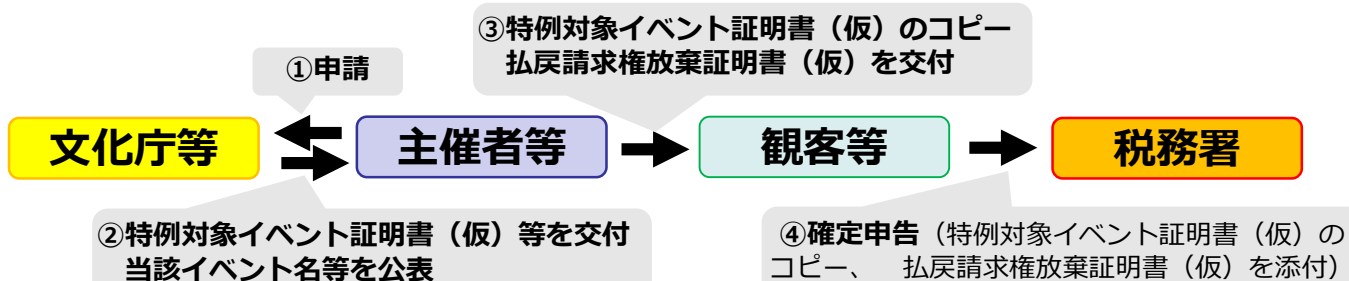 ③特例対象イベント証明書（仮）のコピー
払戻請求権放棄証明書（仮）を交付
①申請
文化庁等
主催者等
観客等
税務署
②特例対象イベント証明書（仮）等を交付
当該イベント名等を公表
④確定申告（特例対象イベント証明書（仮）の
コピー、　払戻請求権放棄証明書（仮）を添付）